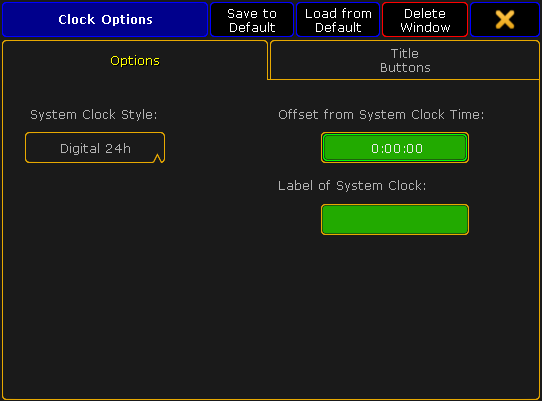 Clock Options
Save to
Default
Load from
Default
Delete
Window
Options
Title
Buttons
System Clock Style:
Digital 24h
Offset from System Clock Time:
0:00:00
Label of System Clock: